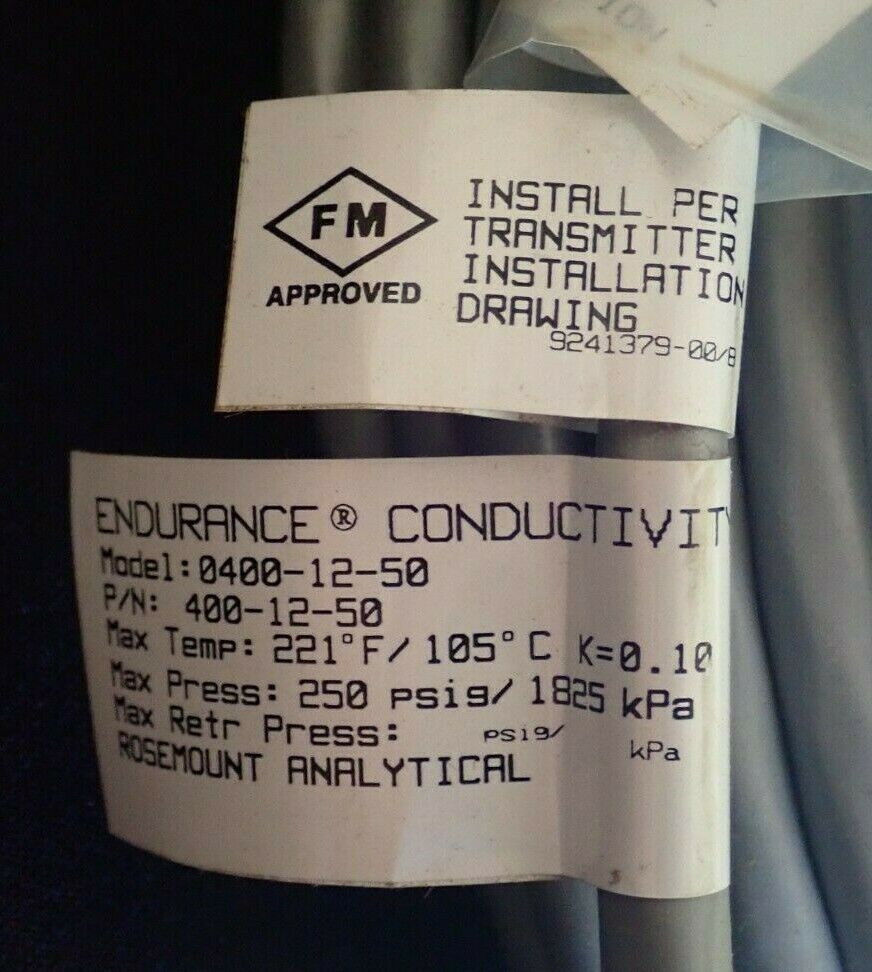 FM
APPROVED
INSTALL PER
TRANSMITTER
INSTALLATION
DRAWING
9241379-00/B
ENDURANCE® CONDUCTIVITY
Model:0400-12-50
P/N: 400-12-50
Max Temp: 221°F/ 105°C K=0.10
Max Press: 250 psig/ 1825 kPa
Max Retr Press: psig/ kPa
ROSEMOUNT ANALYTICAL